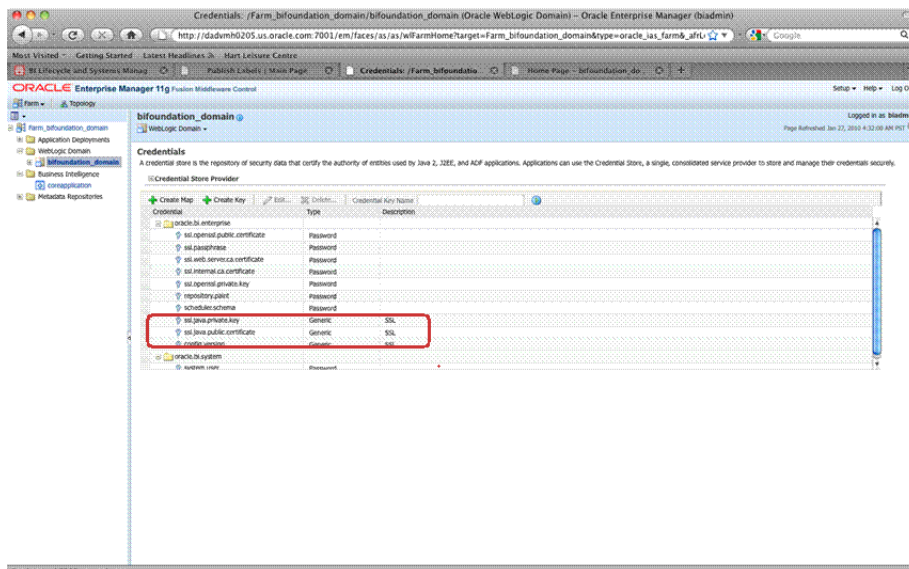 Credentials: /Farm_bifoundation_domain/bifoundation_domain (Oracle WebLogic Domain) – Oracle Enterprise Manager (biadmin)
http://dadvmh0205.us.oracle.com:7001/em/faces/as/as/wlFarmHome?target=Farm_bifoundation_domain&type=oracle_ias_farm&_afrL
Google
Most Visited Getting Started Latest Headlines Hart Leisure Centre
BI Lifecycle and Systems Manag... Publish Labels | Main Page Credentials: /Farm_bifoundatio... Home Page – bifoundation_do... +
ORACLE Enterprise Manager 11g Fusion Middleware Control
Setup Help Log O
Farm Topology
bifoundation_domain
Logged in as biadm
WebLogic Domain
Page Refreshed Jan 27, 2010 4:32:00 AM PST
Farm_bifoundation_domain
Application Deployments
WebLogic Domain
bifoundation_domain
Business Intelligence
coreapplication
Metadata Repositories
Credentials
A credential store is the repository of security data that certify the authority of entities used by Java 2, J2EE, and ADF applications. Applications can use the Credential Store, a single, consolidated service provider to store and manage their credentials securely.
Credential Store Provider
Create Map Create Key Edit... Delete... Credential Key Name
Credential Type Description
oracle.bi.enterprise
ssl.openssl.public.certificate Password
ssl.passphrase Password
ssl.web.server.ca.certificate Password
ssl.internal.ca.certificate Password
ssl.openssl.private.key Password
repository.paint Password
scheduler.schema Password
ssl.java.private.key Generic SSL
ssl.java.public.certificate Generic SSL
config.version Generic SSL
oracle.bi.system
system.user Password